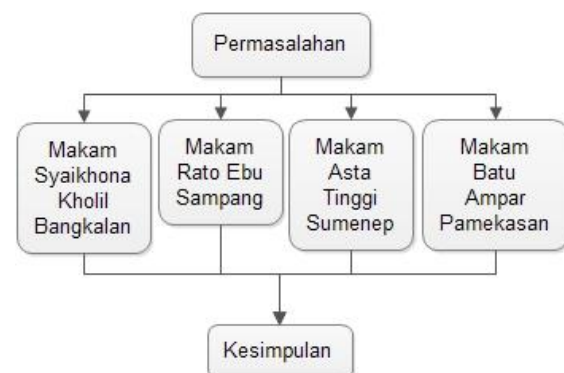 Permasalahan
Makam
Syaikhona
Kholil
Bangkalan
Makam
Rato Ebu
Sampang
Makam
Asta
Tinggi
Sumenep
Makam
Batu
Ampar
Pamekasan
Kesimpulan